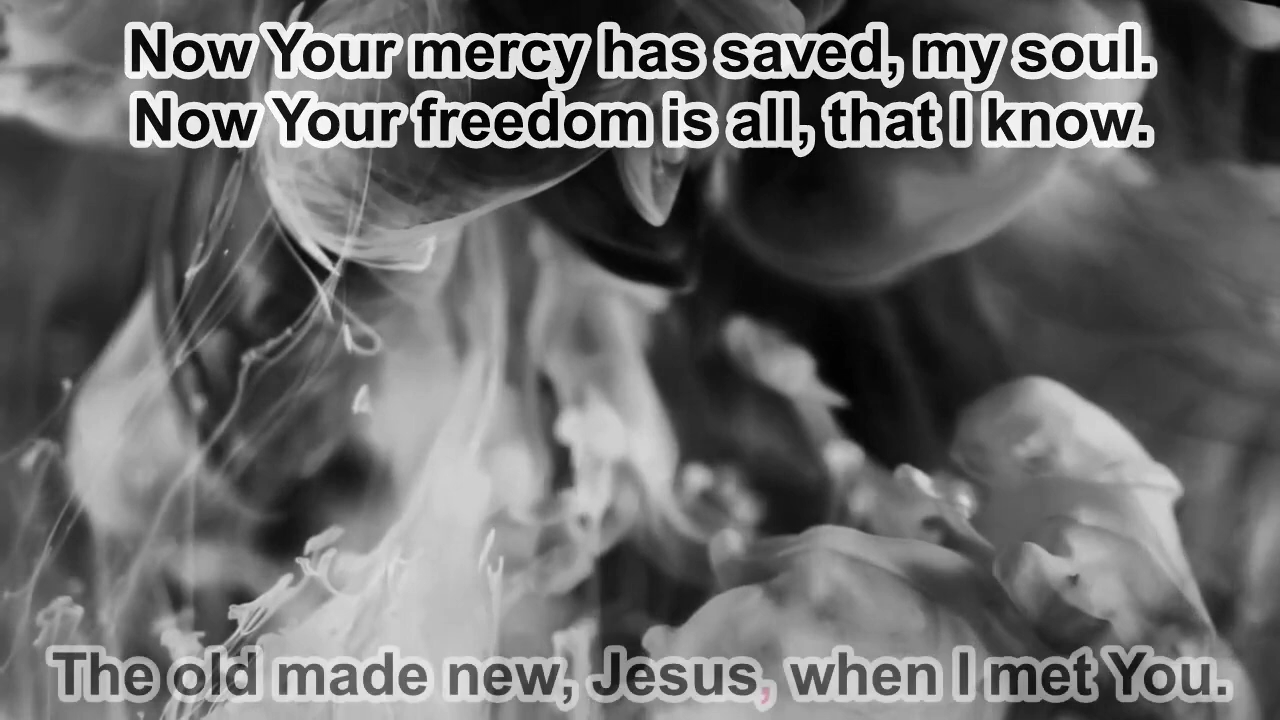 Now Your mercy has saved, my soul.
Now Your freedom is all, that I know.
The old made new, Jesus, when I met You.